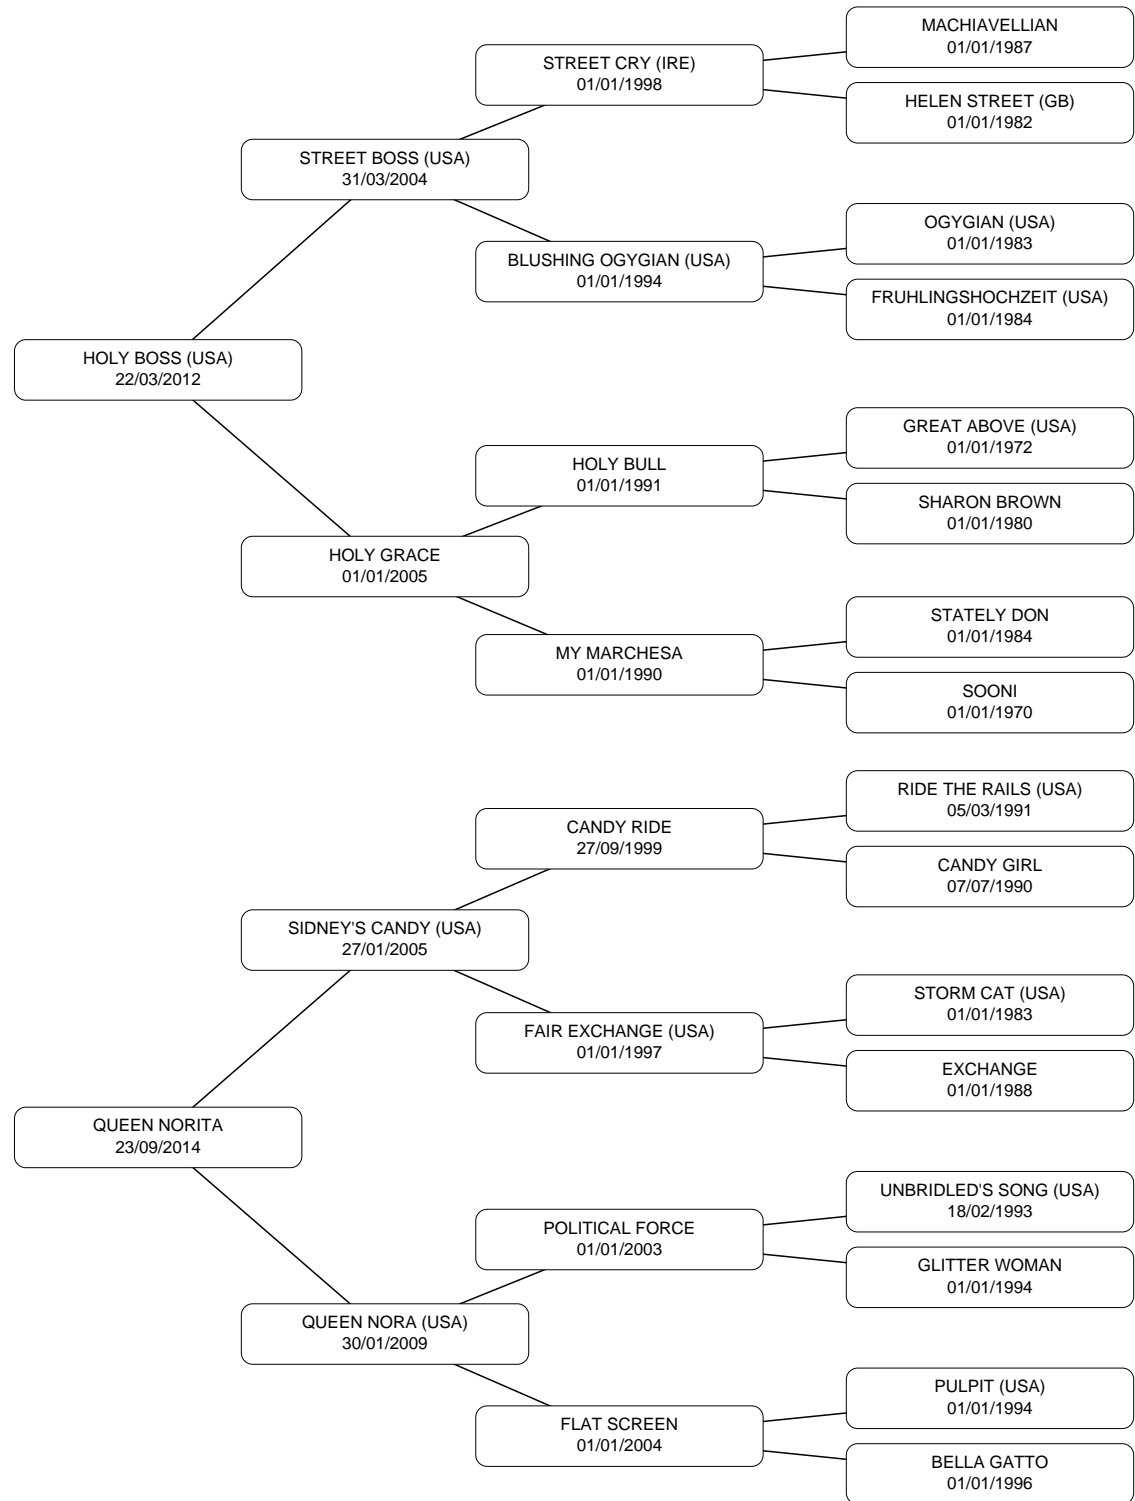 MACHIAVELLIAN
01/01/1987
STREET CRY (IRE)
01/01/1998
HELEN STREET (GB)
01/01/1982
STREET BOSS (USA)
31/03/2004
OGYGIAN (USA)
01/01/1983
BLUSHING OGYGIAN (USA)
01/01/1994
FRUHLINGSHOCHZEIT (USA)
01/01/1984
HOLY BOSS (USA)
22/03/2012
GREAT ABOVE (USA)
01/01/1972
HOLY BULL
01/01/1991
SHARON BROWN
01/01/1980
HOLY GRACE
01/01/2005
STATELY DON
01/01/1984
MY MARCHESA
01/01/1990
SOONI
01/01/1970
RIDE THE RAILS (USA)
05/03/1991
CANDY RIDE
27/09/1999
CANDY GIRL
07/07/1990
SIDNEY'S CANDY (USA)
27/01/2005
STORM CAT (USA)
01/01/1983
FAIR EXCHANGE (USA)
01/01/1997
EXCHANGE
01/01/1988
QUEEN NORITA
23/09/2014
UNBRIDLED'S SONG (USA)
18/02/1993
POLITICAL FORCE
01/01/2003
GLITTER WOMAN
01/01/1994
QUEEN NORA (USA)
30/01/2009
PULPIT (USA)
01/01/1994
FLAT SCREEN
01/01/2004
BELLA GATTO
01/01/1996